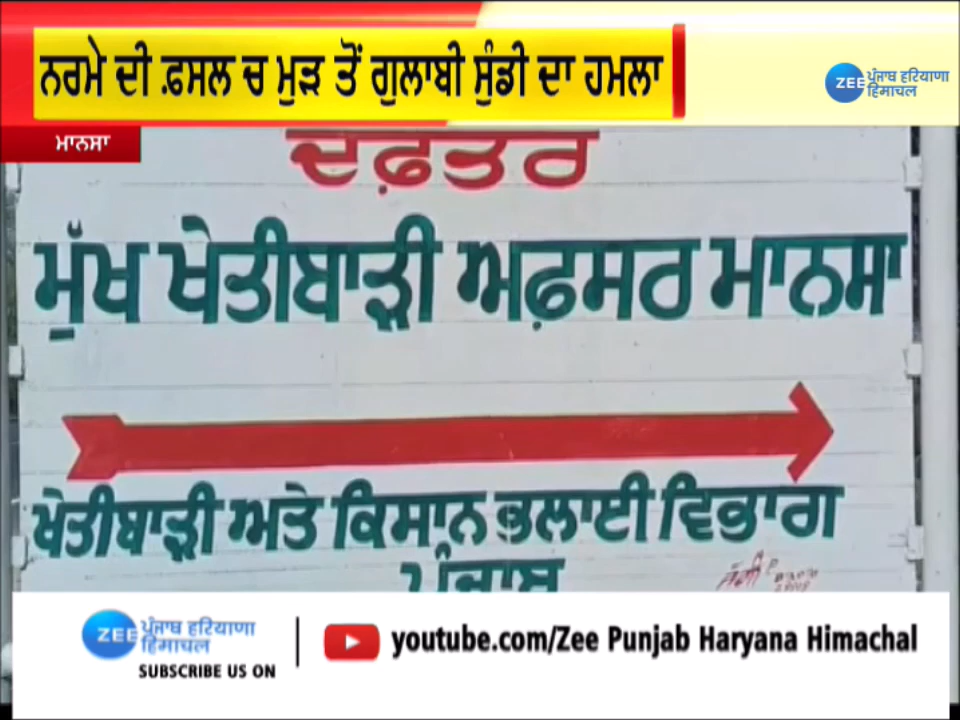 ਨਰਮੇ ਦੀ ਫ਼ਸਲ ਚ ਮੁੜ ਤੋਂ ਗੁਲਾਬੀ ਸੁੰਡੀ ਦਾ ਹਮਲਾ
ZEE ਪੰਜਾਬ ਹਰਿਆਣਾ ਹਿਮਾਚਲ
ਮਾਨਸਾ
ਦਫ਼ਤਰ
ਮੁੱਖ ਖੇਤੀਬਾੜੀ ਅਫ਼ਸਰ ਮਾਨਸਾ
ਖੇਤੀਬਾੜੀ ਅਤੇ ਕਿਸਾਨ ਭਲਾਈ ਵਿਭਾਗ
ਪੰਜਾਬ
ZEE ਪੰਜਾਬ ਹਰਿਆਣਾ ਹਿਮਾਚਲ
SUBSCRIBE US ON
youtube.com/Zee Punjab Haryana Himachal